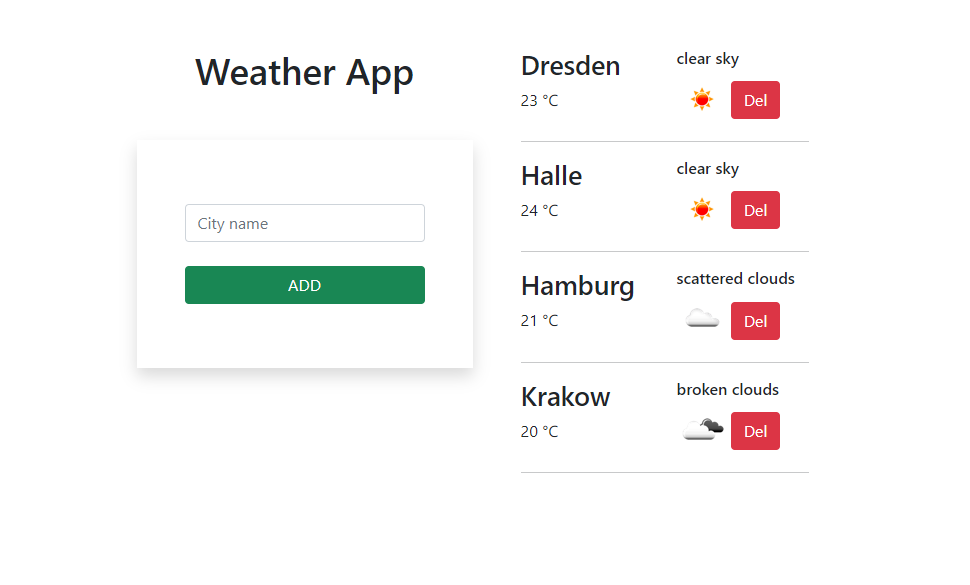 Weather App
City name
ADD
Dresden
clear sky
23 °C
Del
Halle
clear sky
24 °C
Del
Hamburg
scattered clouds
21 °C
Del
Krakow
broken clouds
20 °C
Del